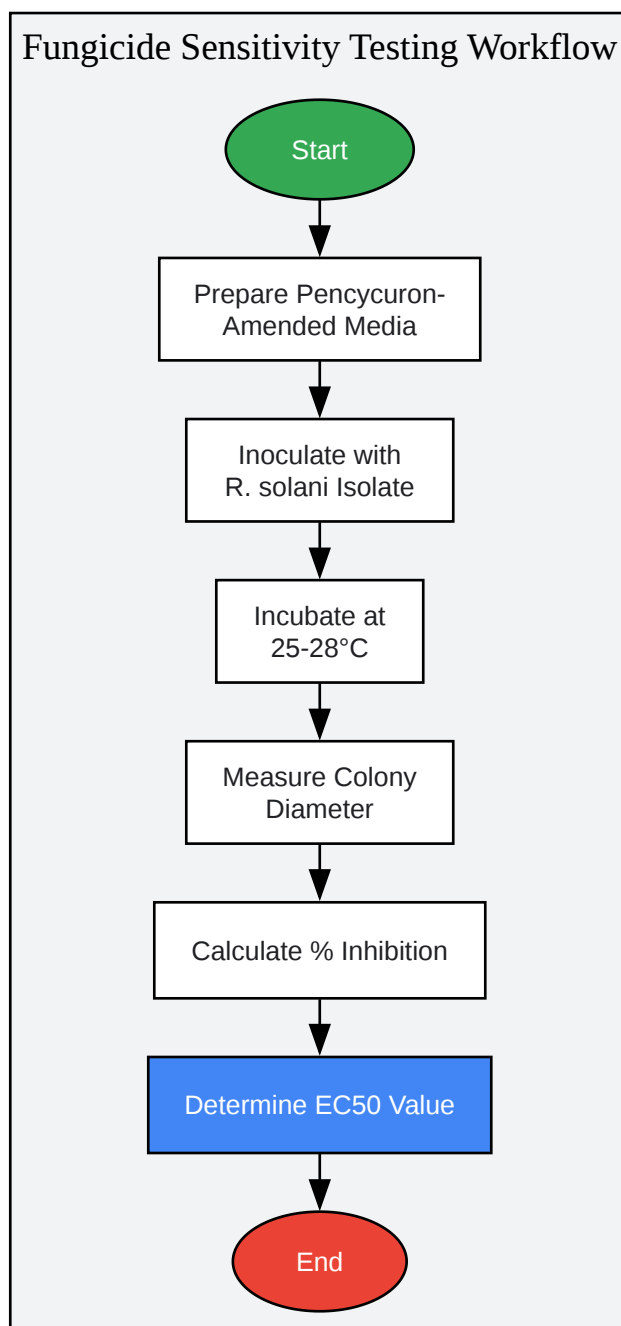 Fungicide Sensitivity Testing Workflow
Start
Prepare Pencycuron-
Amended Media
Inoculate with
R. solani Isolate
Incubate at
25-28°C
Measure Colony
Diameter
Calculate % Inhibition
Determine EC50 Value
End